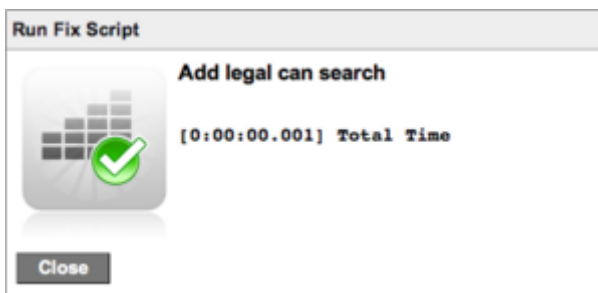 Run Fix Script
Add legal can search
[0:00:00.001] Total Time
Close